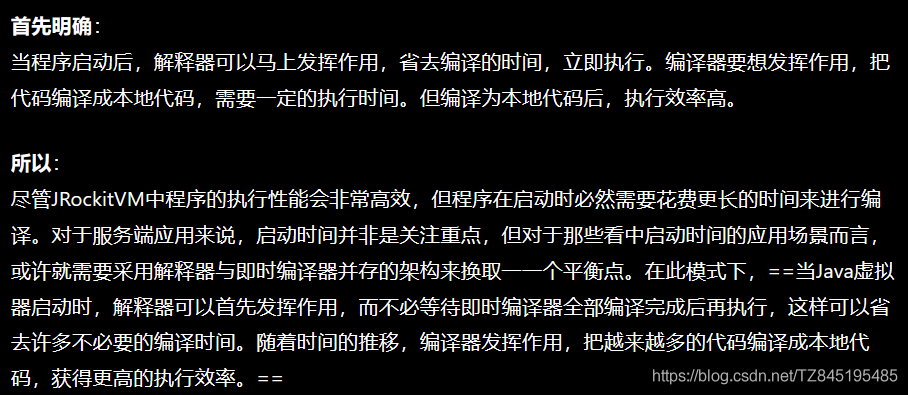 首先明确：
当程序启动后，解释器可以马上发挥作用，省去编译的时间，立即执行。编译器要想发挥作用，把
代码编译成本地代码，需要一定的执行时间。但编译为本地代码后，执行效率高。
所以：
尽管JRockitVM中程序的执行性能会非常高效，但程序在启动时必然需要花费更长的时间来进行编
译。对于服务端应用来说，启动时间并非是关注重点，但对于那些看中启动时间的应用场景而言，
或许就需要采用解释器与即时编译器并存的架构来换取一一个平衡点。在此模式下，==当Java虚拟
器启动时，解释器可以首先发挥作用，而不必等待即时编译器全部编译完成后再执行，这样可以省
去许多不必要的编译时间。随着时间的推移，编译器发挥作用，把越来越多的代码编译成本地代
码，获得更高的执行效率。==
https://blog.csdn.net/TZ845195485